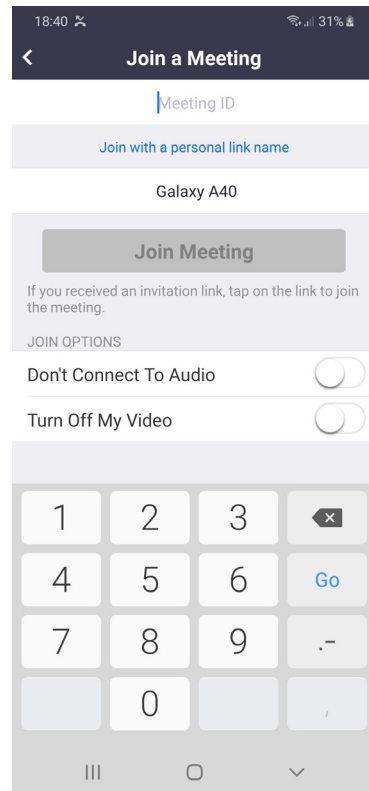 18:40 31%
Join a Meeting
Meeting ID
Join with a personal link name
Galaxy A40
Join Meeting
If you received an invitation link, tap on the link to join
the meeting.
JOIN OPTIONS
Don't Connect To Audio
Turn Off My Video
1 2 3
4 5 6 Go
7 8 9 .-
0 ,